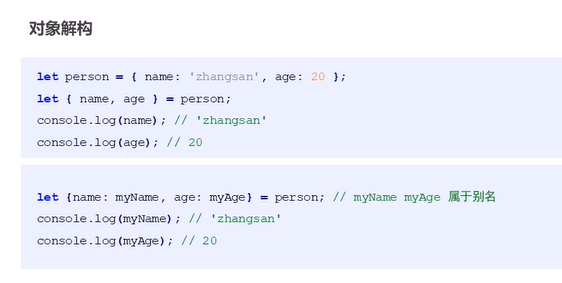 对象解构
let person = { name: 'zhangsan', age: 20 };
let { name, age } = person;
console.log(name); // 'zhangsan'
console.log(age); // 20
let {name: myName, age: myAge} = person; // myName myAge 属于别名
console.log(myName); // 'zhangsan'
console.log(myAge); // 20